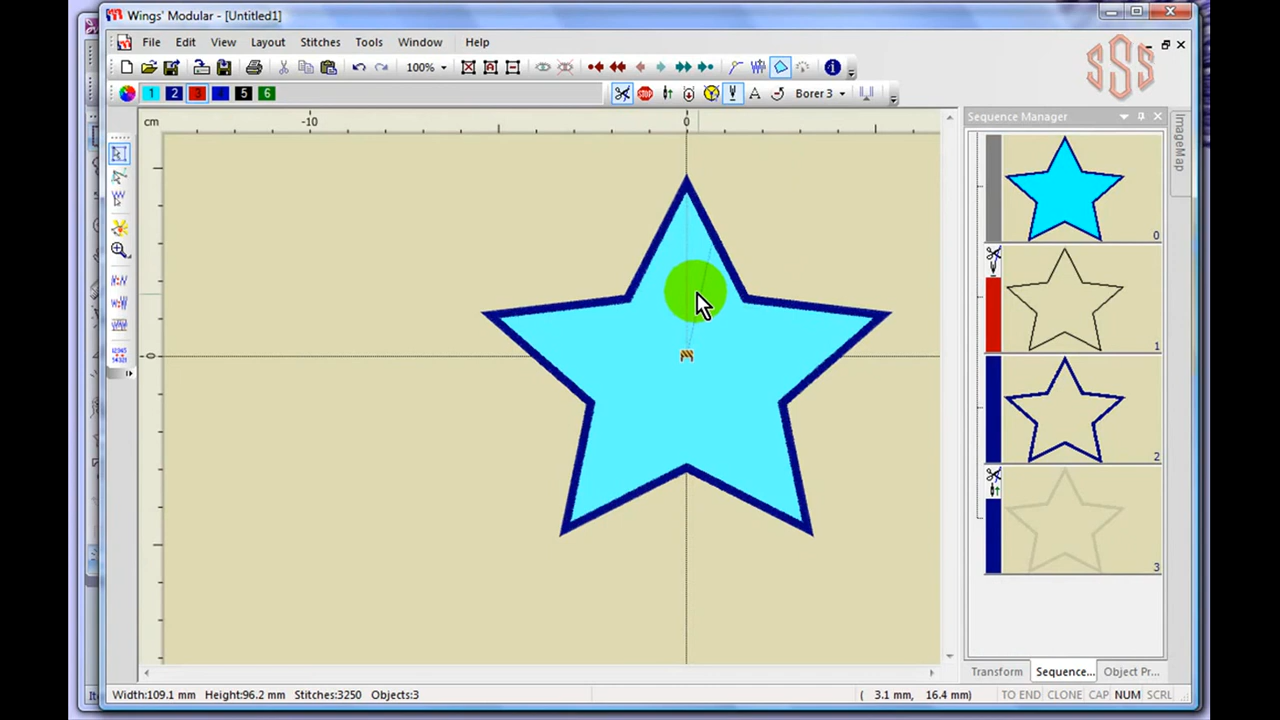 Wings' Modular - [Untitled1]
File Edit View Layout Stitches Tools Window Help
100%
1 2 3 4 5 6 Borer 3
SSS
cm -10 0
0
Sequence Manager
ImageMap
0
1
2
3
Transform Sequence... Object Pr...
Width:109.1 mm Height:96.2 mm Stitches:3250 Objects:3 ( 3.1 mm, 16.4 mm) TO END CLONE CAP NUM SCRL